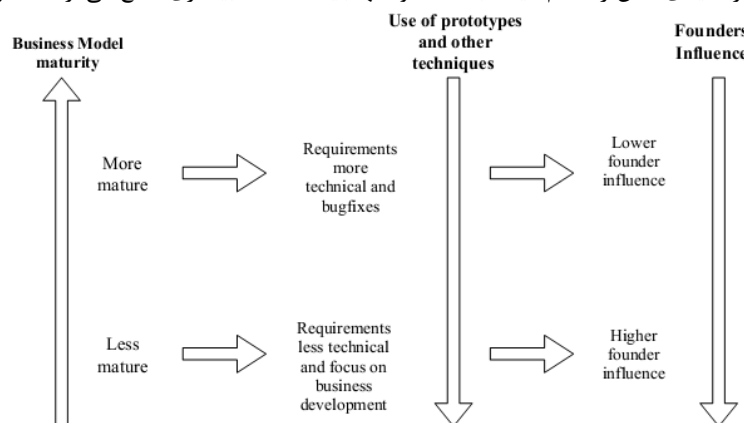 Business Model
maturity
Use of prototypes
and other
techniques
Founders
Influence
More
mature
Requirements
more
technical and
bugfixes
Lower
founder
influence
Less
mature
Requirements
less technical
and focus on
business
development
Higher
founder
influence